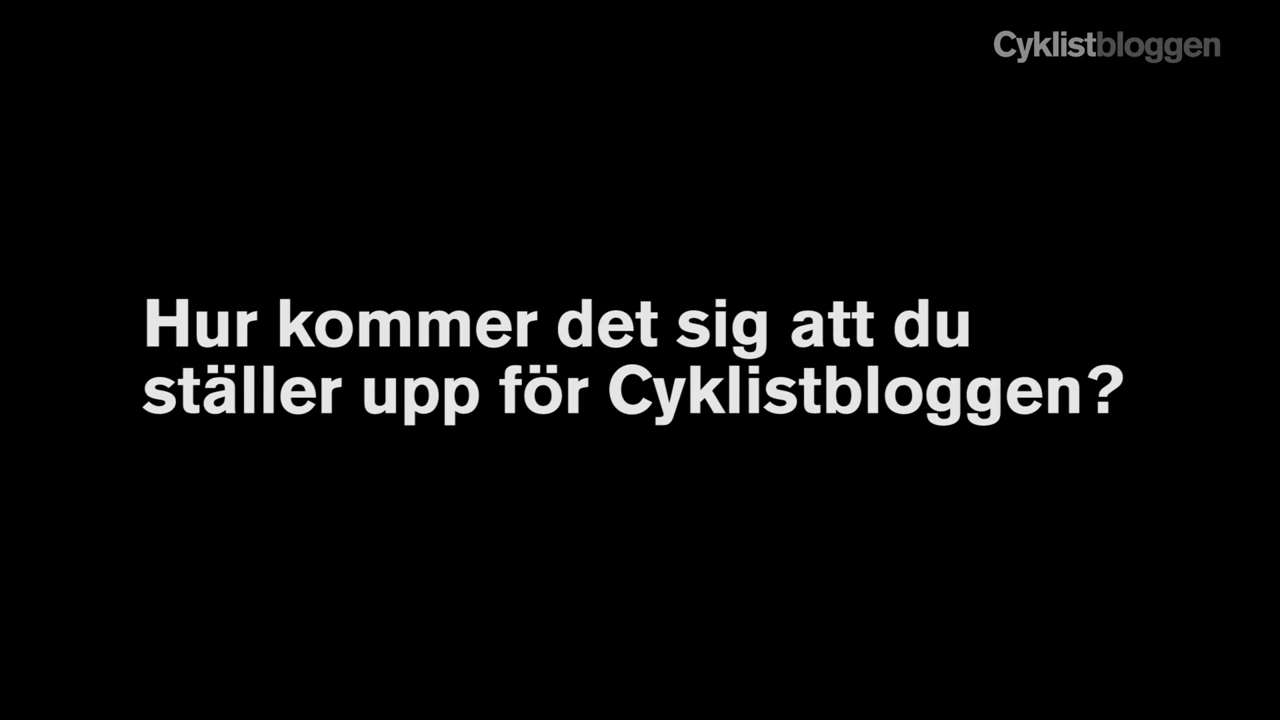 Cyklistbloggen
Hur kommer det sig att du
ställer upp för Cyklistbloggen?